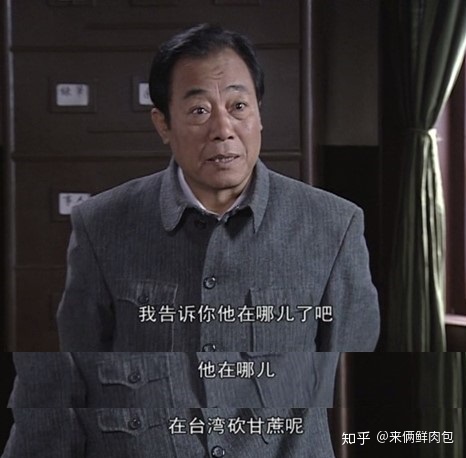 我告诉你他在哪儿了吧
他在哪儿
在台湾砍甘蔗呢
知乎 @来俩鲜肉包